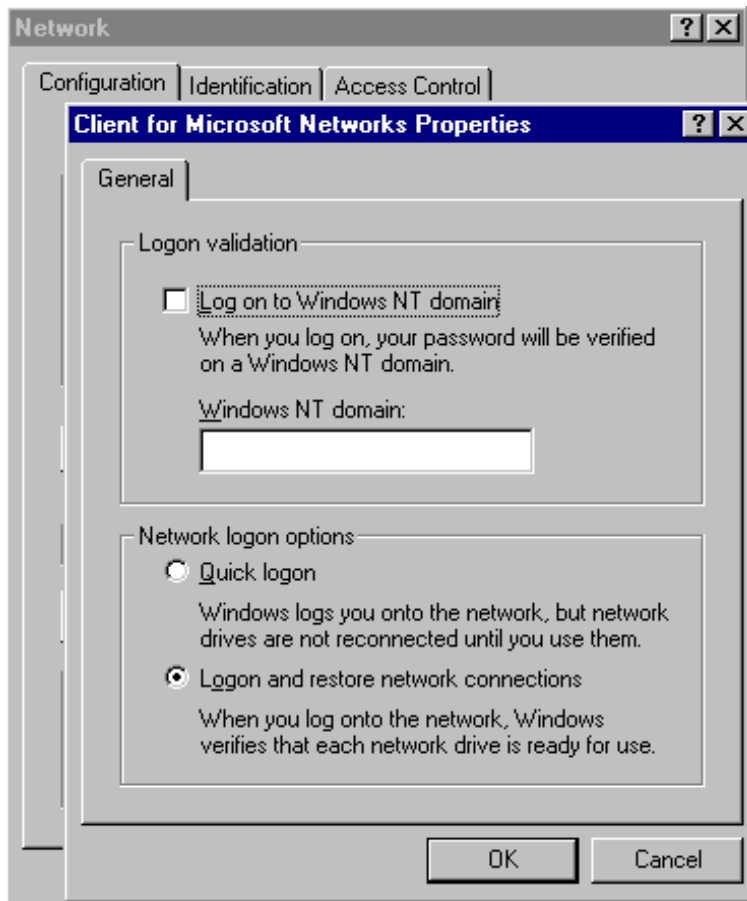 Network
Configuration Identification Access Control
Client for Microsoft Networks Properties
General
Logon validation
Log on to Windows NT domain
When you log on, your password will be verified
on a Windows NT domain.
Windows NT domain:
Network logon options
Quick logon
Windows logs you onto the network, but network
drives are not reconnected until you use them.
Logon and restore network connections
When you log onto the network, Windows
verifies that each network drive is ready for use.
OK Cancel